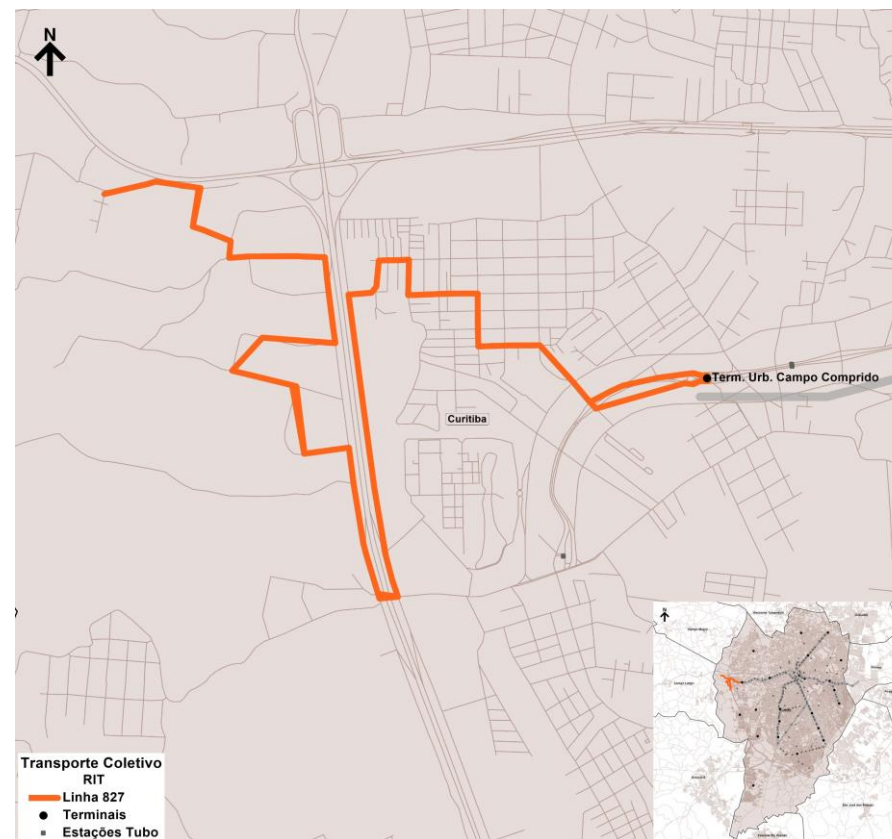 N
Term. Urb. Campo Comprido
Curitiba
N
Transporte Coletivo
RIT
Linha 827
Terminais
Estações Tubo